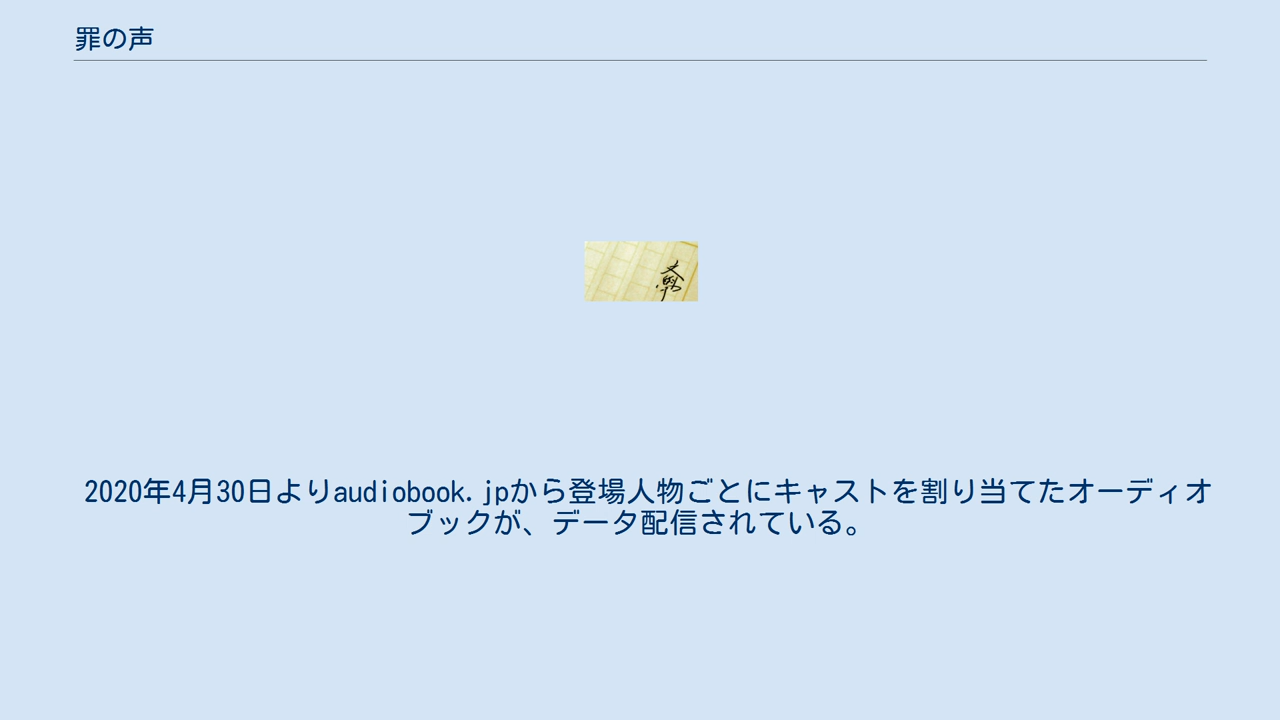 罪の声
2020年4月30日よりaudiobook.jpから登場人物ごとにキャストを割り当てたオーディオ
ブックが、データ配信されている。